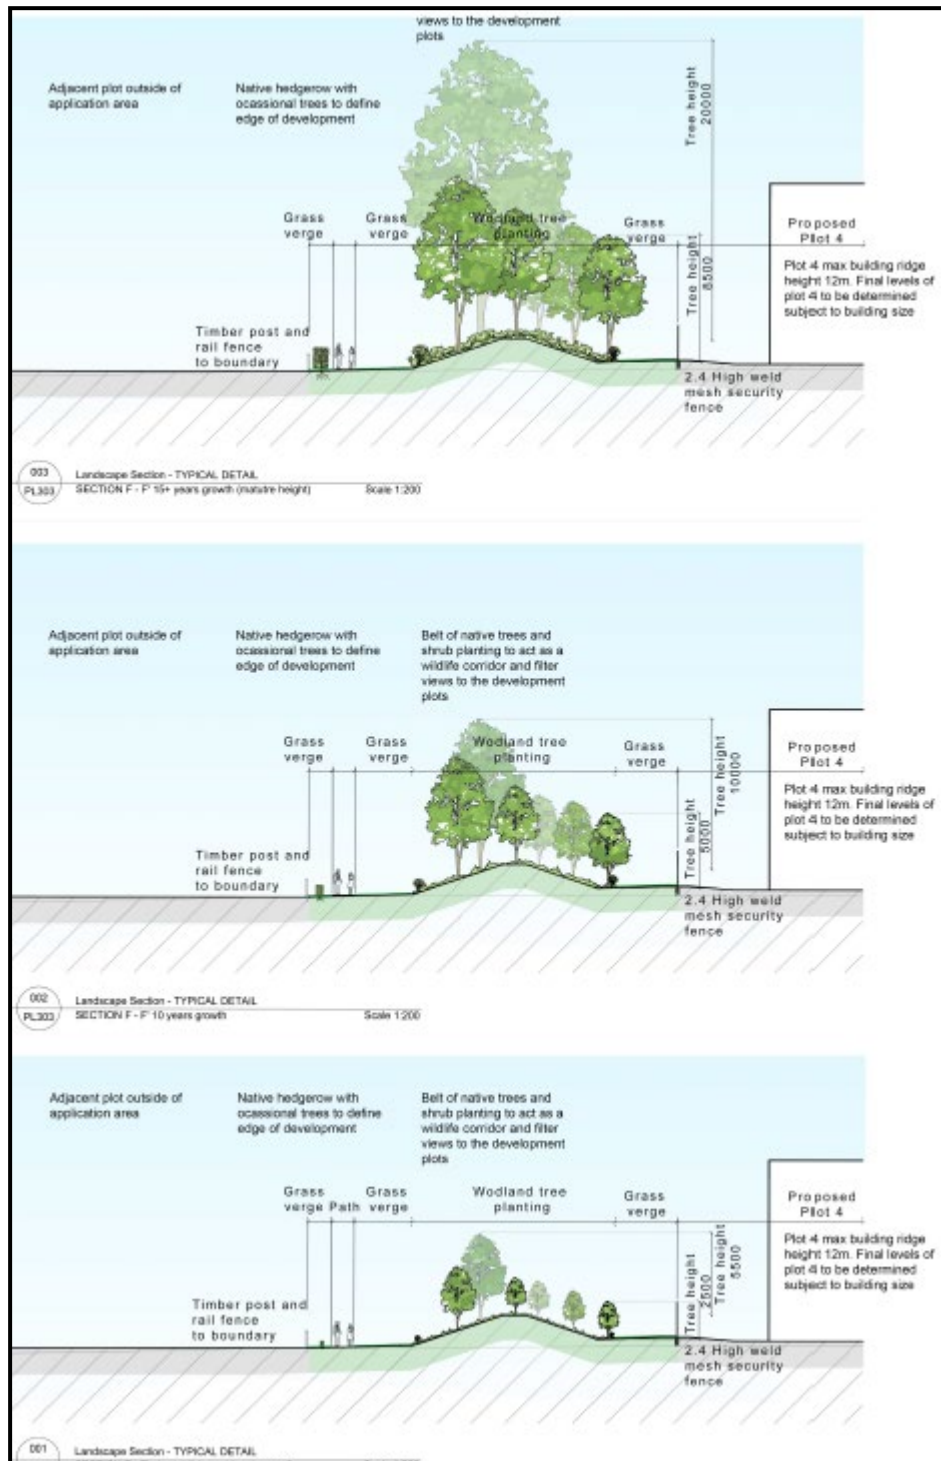 views to the development
plots
Adjacent plot outside of
application area
Native hedgerow with
ocassional trees to define
edge of development
Tree height
20000
Grass
verge
Grass
verge
Wodland tree
planting
Grass
verge
Tree height
8500
Proposed
Pllot 4
Plot 4 max building ridge
height 12m. Final levels of
plot 4 to be determined
subject to building size
Timber post and
rail fence
to boundary
2.4 High weld
mesh security
fence
003
PL303
Landscape Section - TYPICAL DETAIL
SECTION F - F' 15+ years growth (matutre height)
Scale 1:200
Adjacent plot outside of
application area
Native hedgerow with
ocassional trees to define
edge of development
Belt of native trees and
shrub planting to act as a
wildlife corridor and filter
views to the development
plots
Grass
verge
Grass
verge
Wodland tree
planting
Grass
verge
Tree height
10000
Tree height
5000
Proposed
Pllot 4
Plot 4 max building ridge
height 12m. Final levels of
plot 4 to be determined
subject to building size
Timber post and
rail fence
to boundary
2.4 High weld
mesh security
fence
002
PL303
Landscape Section - TYPICAL DETAIL
SECTION F - F' 10 years growth
Scale 1:200
Adjacent plot outside of
application area
Native hedgerow with
ocassional trees to define
edge of development
Belt of native trees and
shrub planting to act as a
wildlife corridor and filter
views to the development
plots
Grass
verge
Path
Grass
verge
Wodland tree
planting
Grass
verge
Tree height
5500
Tree height
2500
Proposed
Pllot 4
Plot 4 max building ridge
height 12m. Final levels of
plot 4 to be determined
subject to building size
Timber post and
rail fence
to boundary
2.4 High weld
mesh security
fence
001
Landscape Section - TYPICAL DETAIL